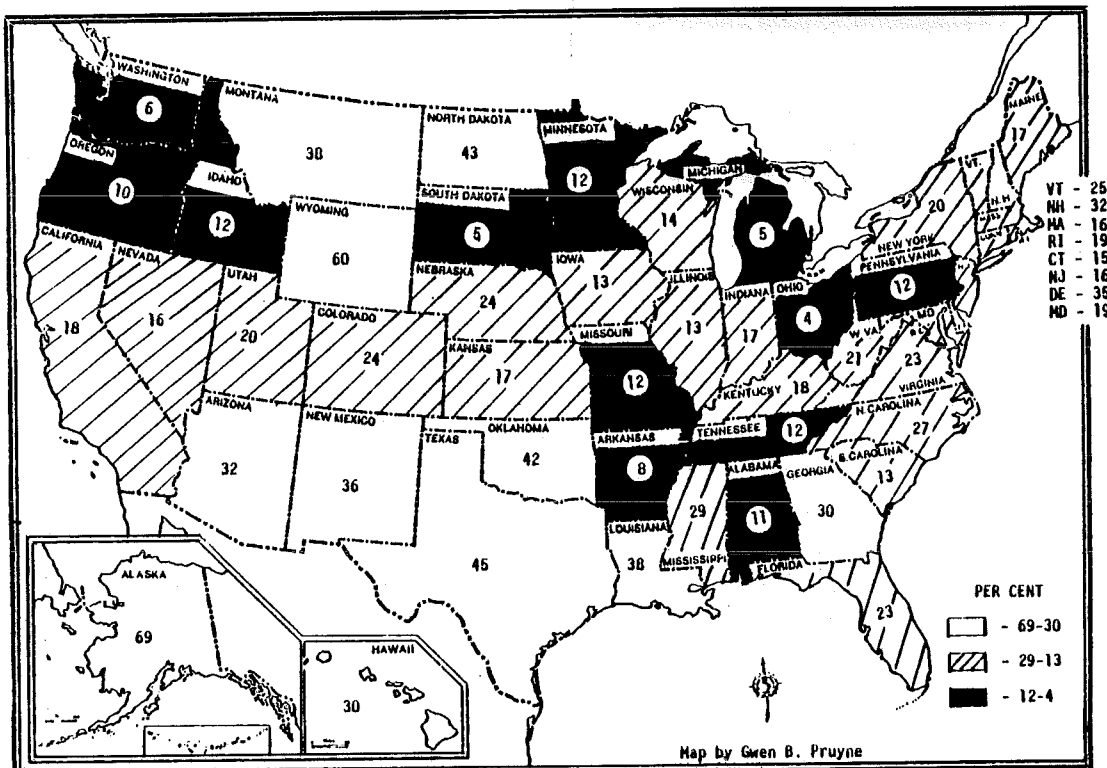 WASHINGTON
6
MONTANA
38
NORTH DAKOTA
43
MINNESOTA
12
MAINE
17
OREGON
10
IDAHO
12
WYOMING
60
SOUTH DAKOTA
5
WISCONSIN
14
MICHIGAN
5
VT.
N.H
NEW YORK
20
CALIFORNIA
18
NEVADA
16
UTAH
20
COLORADO
24
NEBRASKA
24
IOWA
13
ILLINOIS
13
INDIANA
17
OHIO
4
PENNSYLVANIA
12
W. VA.
21
MD
VIRGINIA
23
KANSAS
17
MISSOURI
12
KENTUCKY
18
ARIZONA
32
NEW MEXICO
36
TEXAS
45
OKLAHOMA
42
ARKANSAS
8
TENNESSEE
12
N. CAROLINA
27
S. CAROLINA
13
LOUISIANA
38
MISSISSIPPI
29
ALABAMA
11
GEORGIA
30
FLORIDA
23
ALASKA
69
HAWAII
30
VT - 25
NH - 32
MA - 16
RI - 19
CT - 15
NJ - 16
DE - 35
MD - 19
PER CENT
- 69-30
- 29-13
- 12-4
Map by Gwen B. Pruyne